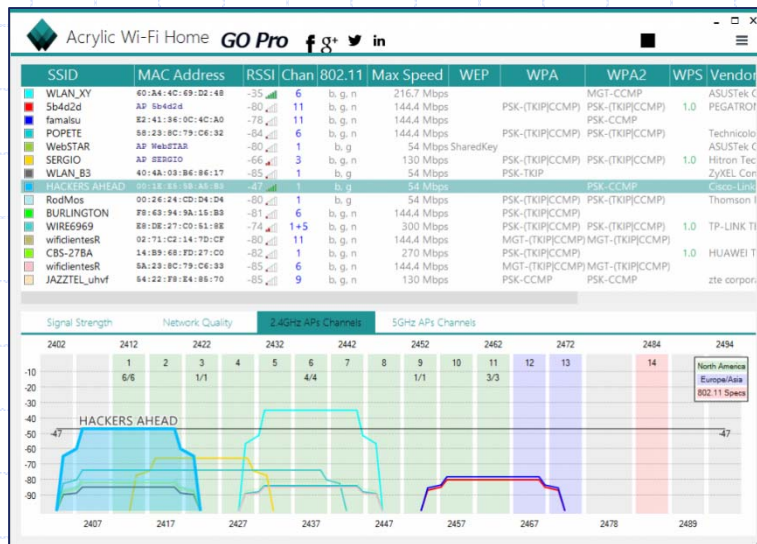 Acrylic Wi-Fi Home GO Pro f g+ in
SSID MAC Address RSSI Chan 802.11 Max Speed WEP WPA WPA2 WPS Vendor
WLAN_XY 60:A4:4C:69:D2:48 -35 6 b, g, n 216.7 Mbps MGT-CCMP ASUSTek C
5b4d2d AP 5b4d2d -80 11 b, g, n 144.4 Mbps PSK-(TKIP|CCMP) PSK-(TKIP|CCMP) 1.0 PEGATRON
famalsu E2:41:36:0C:4C:A0 -78 11 b, g, n 144.4 Mbps PSK-CCMP
POPETE 58:23:8C:79:C6:32 -84 6 b, g, n 144.4 Mbps PSK-(TKIP|CCMP) PSK-(TKIP|CCMP) Technicolo
WebSTAR AP WebSTAR -80 1 b, g 54 Mbps SharedKey ASUSTek C
SERGIO AP SERGIO -66 3 b, g, n 130 Mbps PSK-(TKIP|CCMP) PSK-(TKIP|CCMP) 1.0 Hitron Tec
WLAN_B3 40:4A:03:B6:86:17 -85 1 b, g 54 Mbps PSK-TKIP ZyXEL Con
HACKERS AHEAD 00:1E:E5:5B:A5:B3 -47 1 b, g 54 Mbps PSK-CCMP Cisco-Link
RodMos 00:26:24:CD:D4:D4 -80 1 b, g 54 Mbps PSK-(TKIP|CCMP) PSK-(TKIP|CCMP) Thomson I
BURLINGTON F8:63:94:9A:15:B3 -81 6 b, g, n 144.4 Mbps PSK-(TKIP|CCMP)
WIRE6969 E8:DE:27:C0:51:8E -74 1+5 b, g, n 300 Mbps PSK-(TKIP|CCMP) PSK-(TKIP|CCMP) 1.0 TP-LINK TI
wificlientesR 02:71:C2:14:7D:CF -80 11 b, g, n 144.4 Mbps MGT-(TKIP|CCMP) MGT-(TKIP|CCMP)
CBS-27BA 14:B9:68:FD:27:C0 -82 1 b, g, n 270 Mbps PSK-(TKIP|CCMP) PSK-(TKIP|CCMP) 1.0 HUAWEI T
wificlientesR 5A:23:8C:79:C6:33 -85 6 b, g, n 144.4 Mbps MGT-(TKIP|CCMP) MGT-(TKIP|CCMP)
JAZZTEL_uhvf 54:22:F8:E4:85:70 -85 9 b, g, n 130 Mbps PSK-CCMP PSK-CCMP zte corpor
Signal Strength Network Quality 2.4GHz APs Channels 5GHz APs Channels
2402 2412 2422 2432 2442 2452 2462 2472 2484 2494
1 2 3 4 5 6 7 8 9 10 11 12 13 14
6/6 1/1 4/4 1/1 3/3
North America
Europe/Asia
802.11 Specs
-10
-20
-30
-40
HACKERS AHEAD
-50
-47 -47
-60
-70
-80
-90
2407 2417 2427 2437 2447 2457 2467 2478 2489